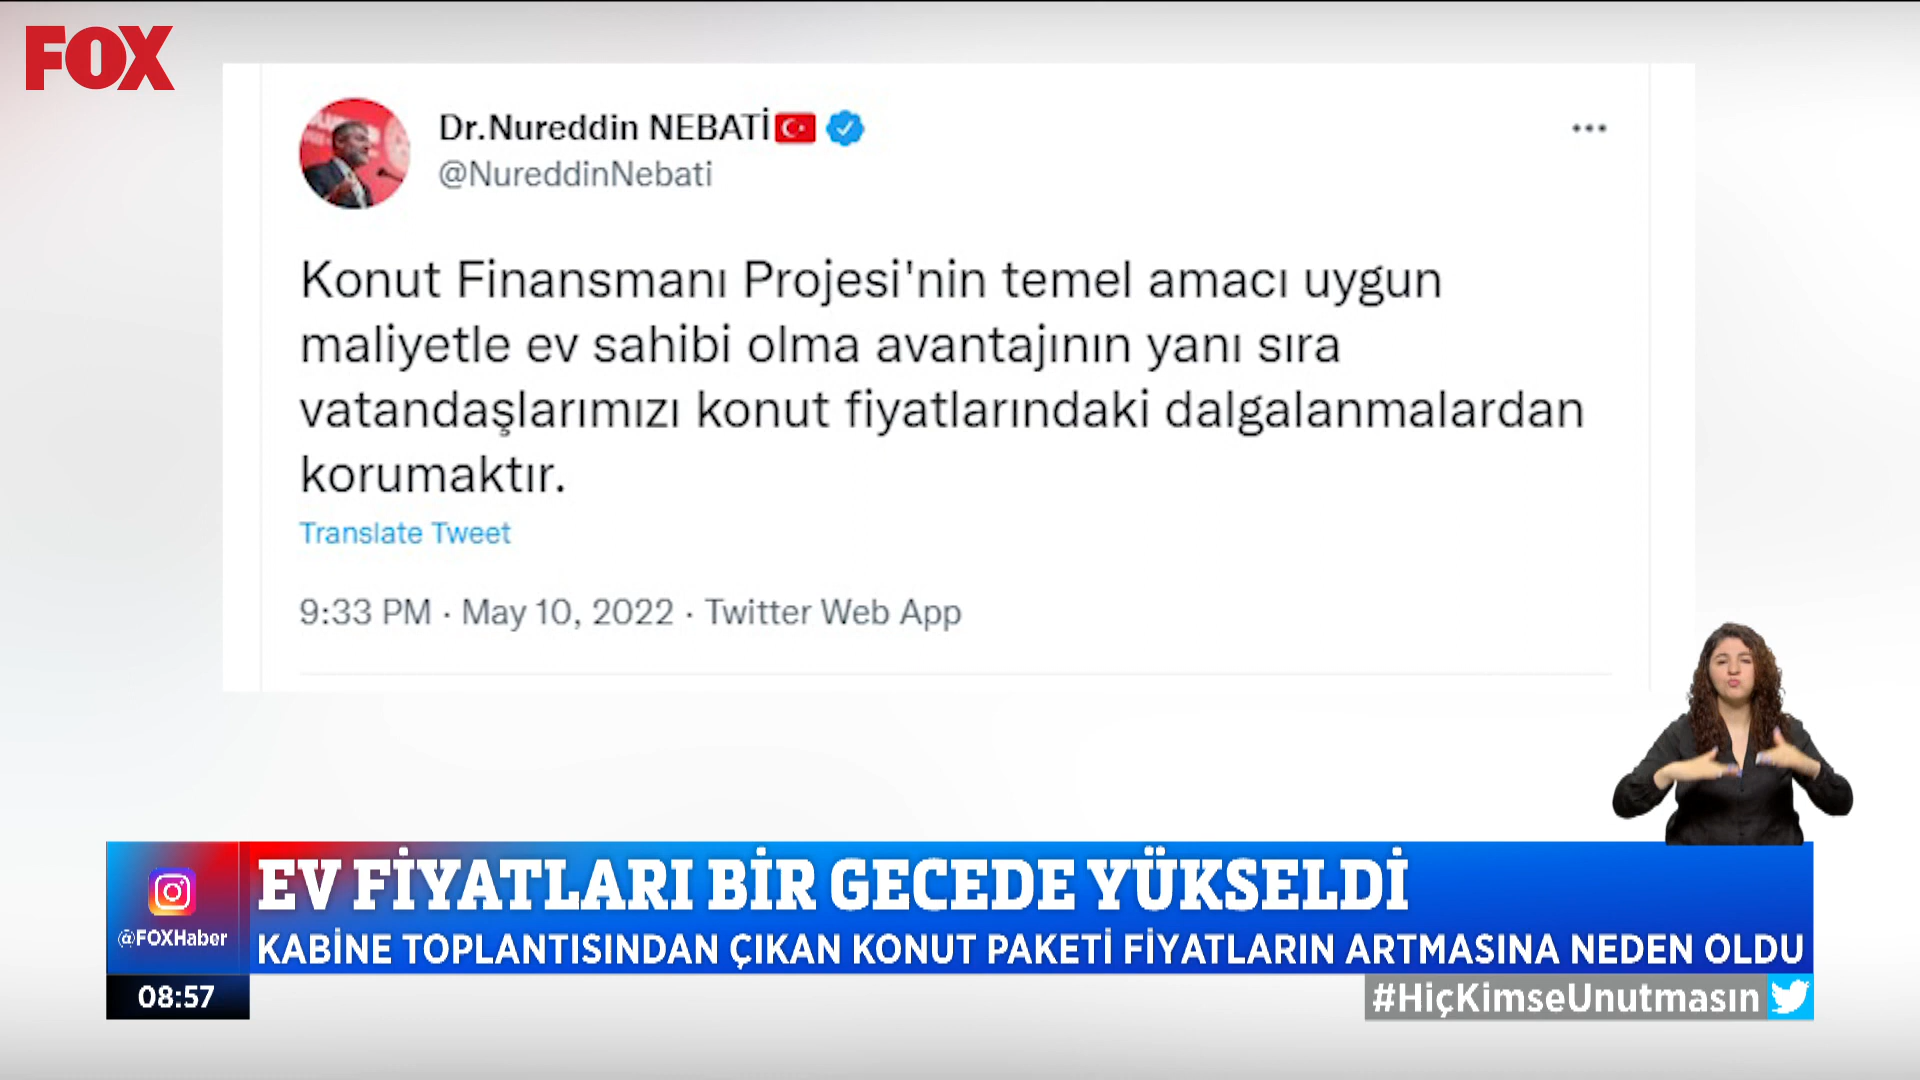 FOX
Dr.Nureddin NEBATİ
@NureddinNebati
Konut Finansmanı Projesi'nin temel amacı uygun
maliyetle ev sahibi olma avantajının yanı sıra
vatandaşlarımızı konut fiyatlarındaki dalgalanmalardan
korumaktır.
Translate Tweet
9:33 PM · May 10, 2022 · Twitter Web App
EV FİYATLARI BİR GECEDE YÜKSELDİ
@FOXHaber
KABİNE TOPLANTISINDAN ÇIKAN KONUT PAKETİ FİYATLARIN ARTMASINA NEDEN OLDU
08:57
#HiçKimseUnutmasın